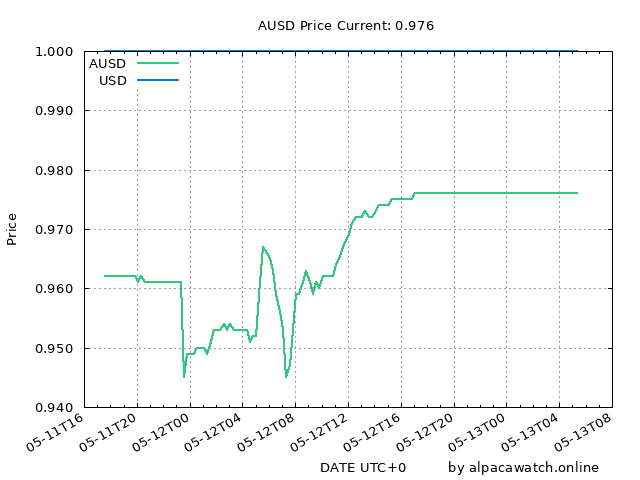 AUSD Price Current: 0.976
1.000
AUSD
USD
0.990
0.980
0.970
Price
0.960
0.950
0.940
05-11T16 05-11T20 05-12T00 05-12T04 05-12T08 05-12T12 05-12T16 05-12T20 05-13T00 05-13T04 05-13T08
DATE UTC+0 by alpacawatch.online